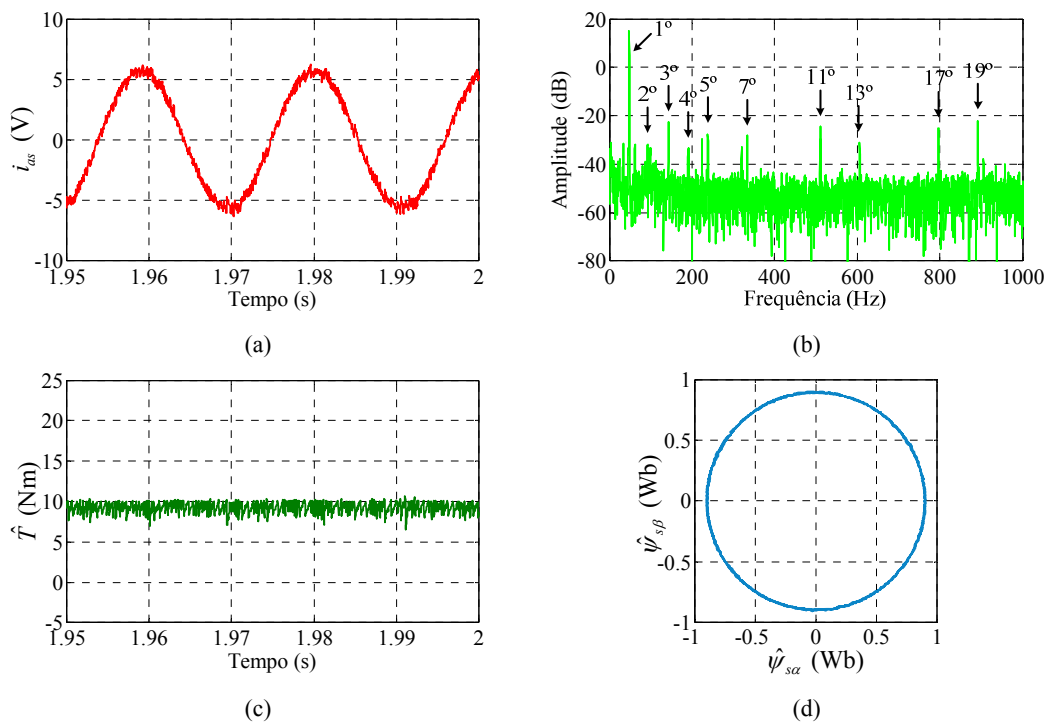 10
5
0
-5
-10
1.95 1.96 1.97 1.98 1.99 2
i_as (V)
Tempo (s)
(a)
20
0
-20
-40
-60
-80
0 200 400 600 800 1000
Amplitude (dB)
Frequência (Hz)
1º
2º
3º
4º
5º
7º
11º
13º
17º
19º
(b)
25
20
15
10
5
0
-5
1.95 1.96 1.97 1.98 1.99 2
T̂ (Nm)
Tempo (s)
(c)
1
0.5
0
-0.5
-1
-1 -0.5 0 0.5 1
ψ̂_sβ (Wb)
ψ̂_sα (Wb)
(d)